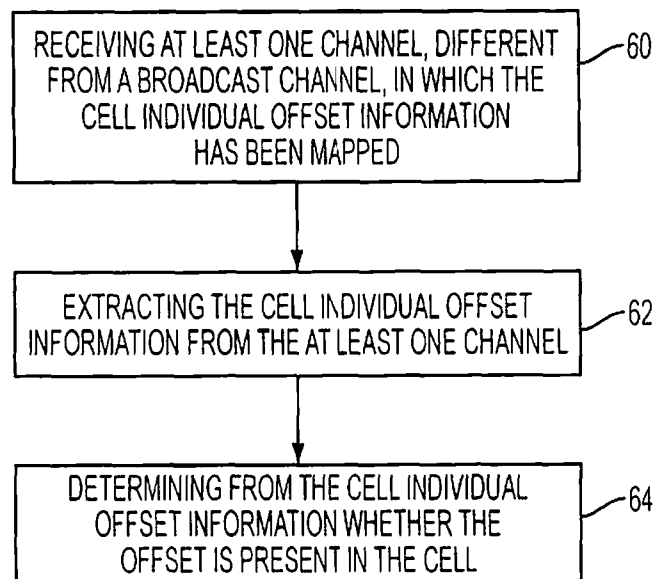 RECEIVING AT LEAST ONE CHANNEL, DIFFERENT
FROM A BROADCAST CHANNEL, IN WHICH THE
CELL INDIVIDUAL OFFSET INFORMATION
HAS BEEN MAPPED
60
EXTRACTING THE CELL INDIVIDUAL OFFSET
INFORMATION FROM THE AT LEAST ONE CHANNEL
62
DETERMINING FROM THE CELL INDIVIDUAL
OFFSET INFORMATION WHETHER THE
OFFSET IS PRESENT IN THE CELL
64